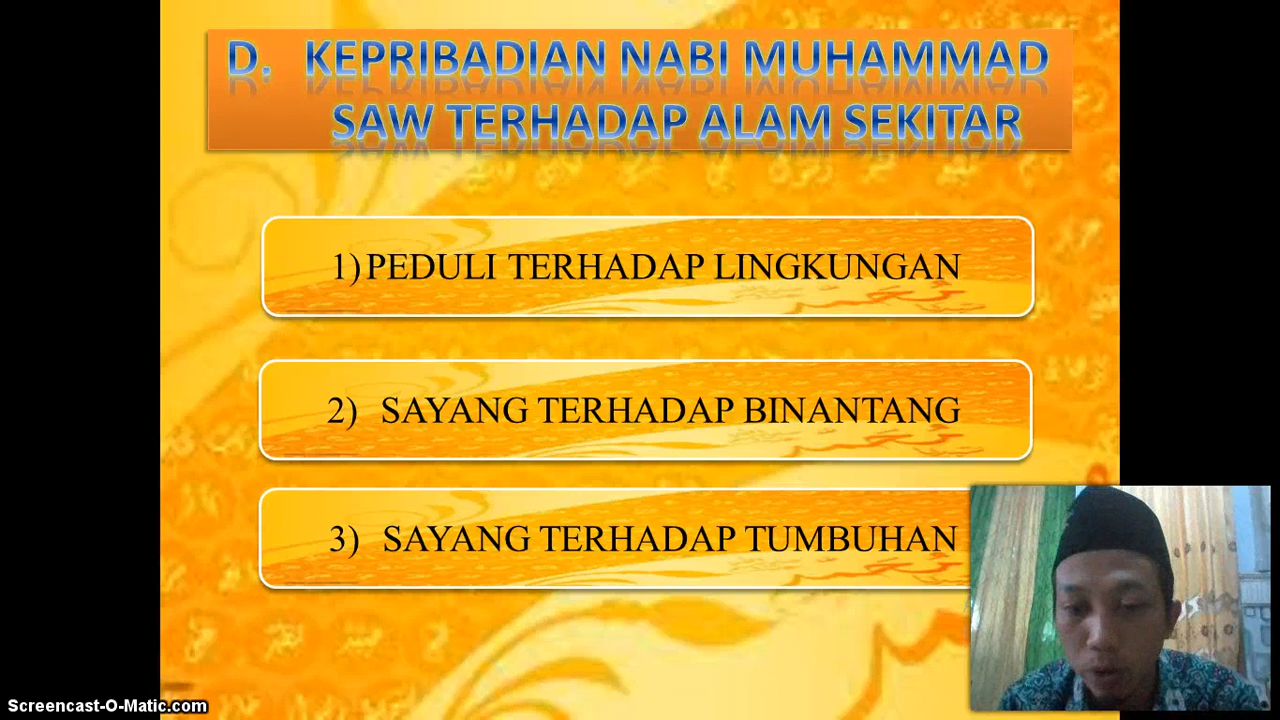 D. KEPRIBADIAN NABI MUHAMMAD
SAW TERHADAP ALAM SEKITAR
1) PEDULI TERHADAP LINGKUNGAN
2) SAYANG TERHADAP BINANTANG
3) SAYANG TERHADAP TUMBUHAN
Screencast-O-Matic.com